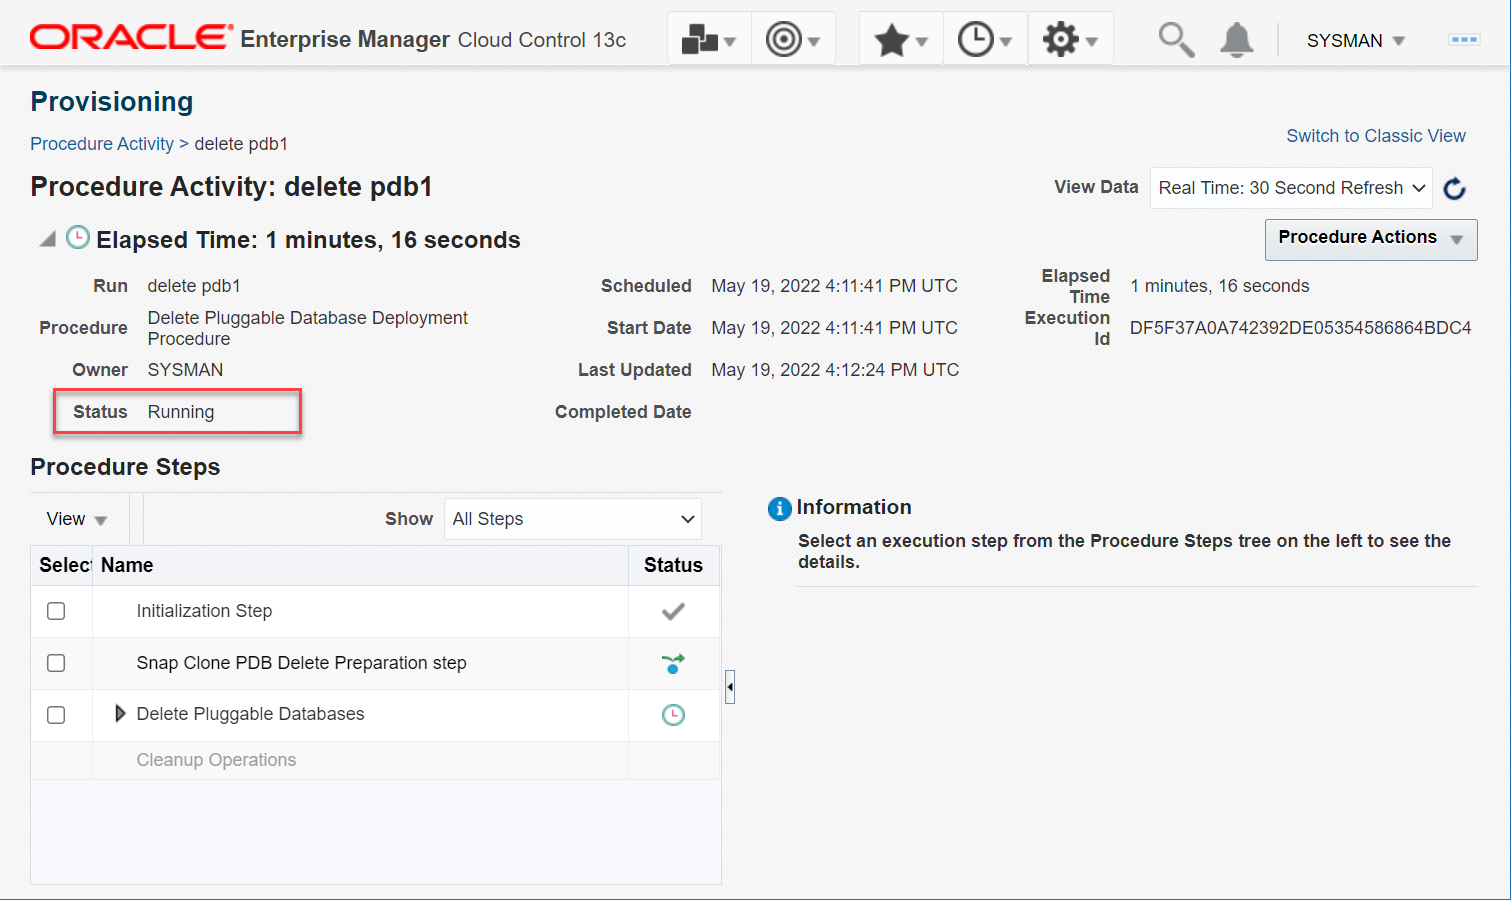 ORACLE Enterprise Manager Cloud Control 13c
SYSMAN
Provisioning
Procedure Activity > delete pdb1
Switch to Classic View
Procedure Activity: delete pdb1
View Data Real Time: 30 Second Refresh
Elapsed Time: 1 minutes, 16 seconds
Procedure Actions
Run delete pdb1
Procedure Delete Pluggable Database Deployment
Procedure
Owner SYSMAN
Status Running
Scheduled May 19, 2022 4:11:41 PM UTC
Start Date May 19, 2022 4:11:41 PM UTC
Last Updated May 19, 2022 4:12:24 PM UTC
Completed Date
Elapsed
Time 1 minutes, 16 seconds
Execution
Id DF5F37A0A742392DE05354586864BDC4
Procedure Steps
View Show All Steps
Select Name Status
Initialization Step
Snap Clone PDB Delete Preparation step
Delete Pluggable Databases
Cleanup Operations
Information
Select an execution step from the Procedure Steps tree on the left to see the
details.